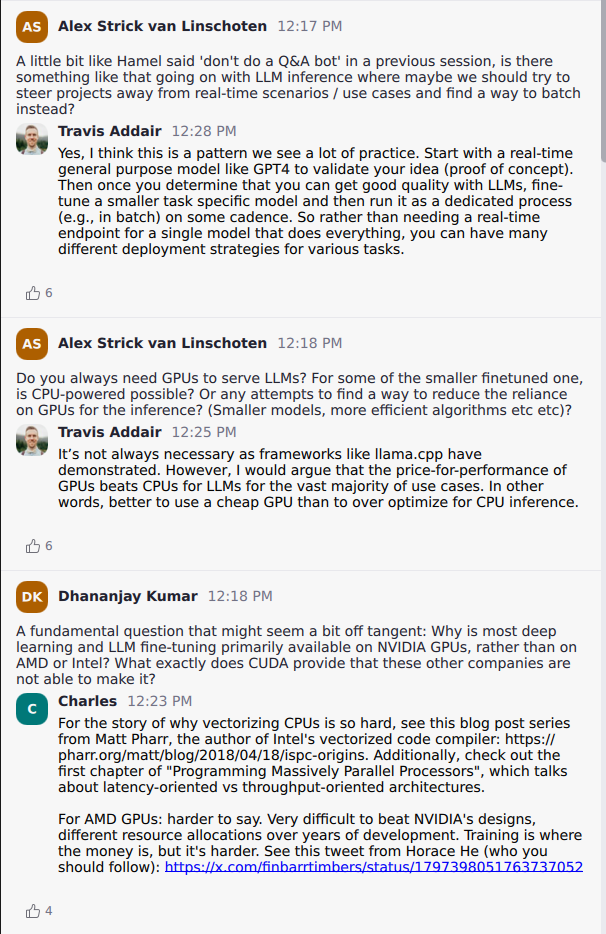 AS
Alex Strick van Linschoten 12:17 PM
A little bit like Hamel said 'don't do a Q&A bot' in a previous session, is there
something like that going on with LLM inference where maybe we should try to
steer projects away from real-time scenarios / use cases and find a way to batch
instead?
Travis Addair 12:28 PM
Yes, I think this is a pattern we see a lot of practice. Start with a real-time
general purpose model like GPT4 to validate your idea (proof of concept).
Then once you determine that you can get good quality with LLMs, fine-
tune a smaller task specific model and then run it as a dedicated process
(e.g., in batch) on some cadence. So rather than needing a real-time
endpoint for a single model that does everything, you can have many
different deployment strategies for various tasks.
6
AS
Alex Strick van Linschoten 12:18 PM
Do you always need GPUs to serve LLMs? For some of the smaller finetuned one,
is CPU-powered possible? Or any attempts to find a way to reduce the reliance
on GPUs for the inference? (Smaller models, more efficient algorithms etc etc)?
Travis Addair 12:25 PM
It's not always necessary as frameworks like llama.cpp have
demonstrated. However, I would argue that the price-for-performance of
GPUs beats CPUs for LLMs for the vast majority of use cases. In other
words, better to use a cheap GPU than to over optimize for CPU inference.
6
DK
Dhananjay Kumar 12:18 PM
A fundamental question that might seem a bit off tangent: Why is most deep
learning and LLM fine-tuning primarily available on NVIDIA GPUs, rather than on
AMD or Intel? What exactly does CUDA provide that these other companies are
not able to make it?
C
Charles 12:23 PM
For the story of why vectorizing CPUs is so hard, see this blog post series
from Matt Pharr, the author of Intel's vectorized code compiler: https://
pharr.org/matt/blog/2018/04/18/ispc-origins. Additionally, check out the
first chapter of "Programming Massively Parallel Processors", which talks
about latency-oriented vs throughput-oriented architectures.
For AMD GPUs: harder to say. Very difficult to beat NVIDIA's designs,
different resource allocations over years of development. Training is where
the money is, but it's harder. See this tweet from Horace He (who you
should follow): https://x.com/finbarrtimbers/status/1797398051763737052
4